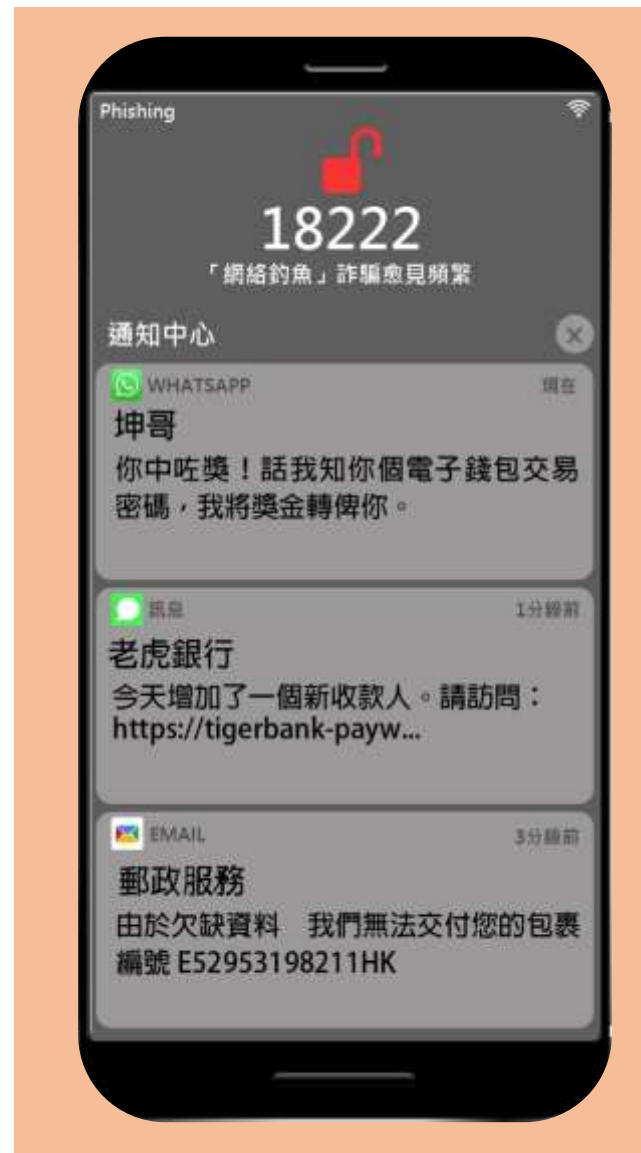 Phishing
18222
「網絡釣魚」詐騙愈見頻繁
通知中心
WHATSAPP 現在
坤哥
你中咗獎！話我知你個電子錢包交易
密碼，我將獎金轉俾你。
訊息 1分鐘前
老虎銀行
今天增加了一個新收款人。請訪問：
https://tigerbank-payw...
EMAIL 3分鐘前
郵政服務
由於欠缺資料　我們無法交付您的包裹
編號 E52953198211HK